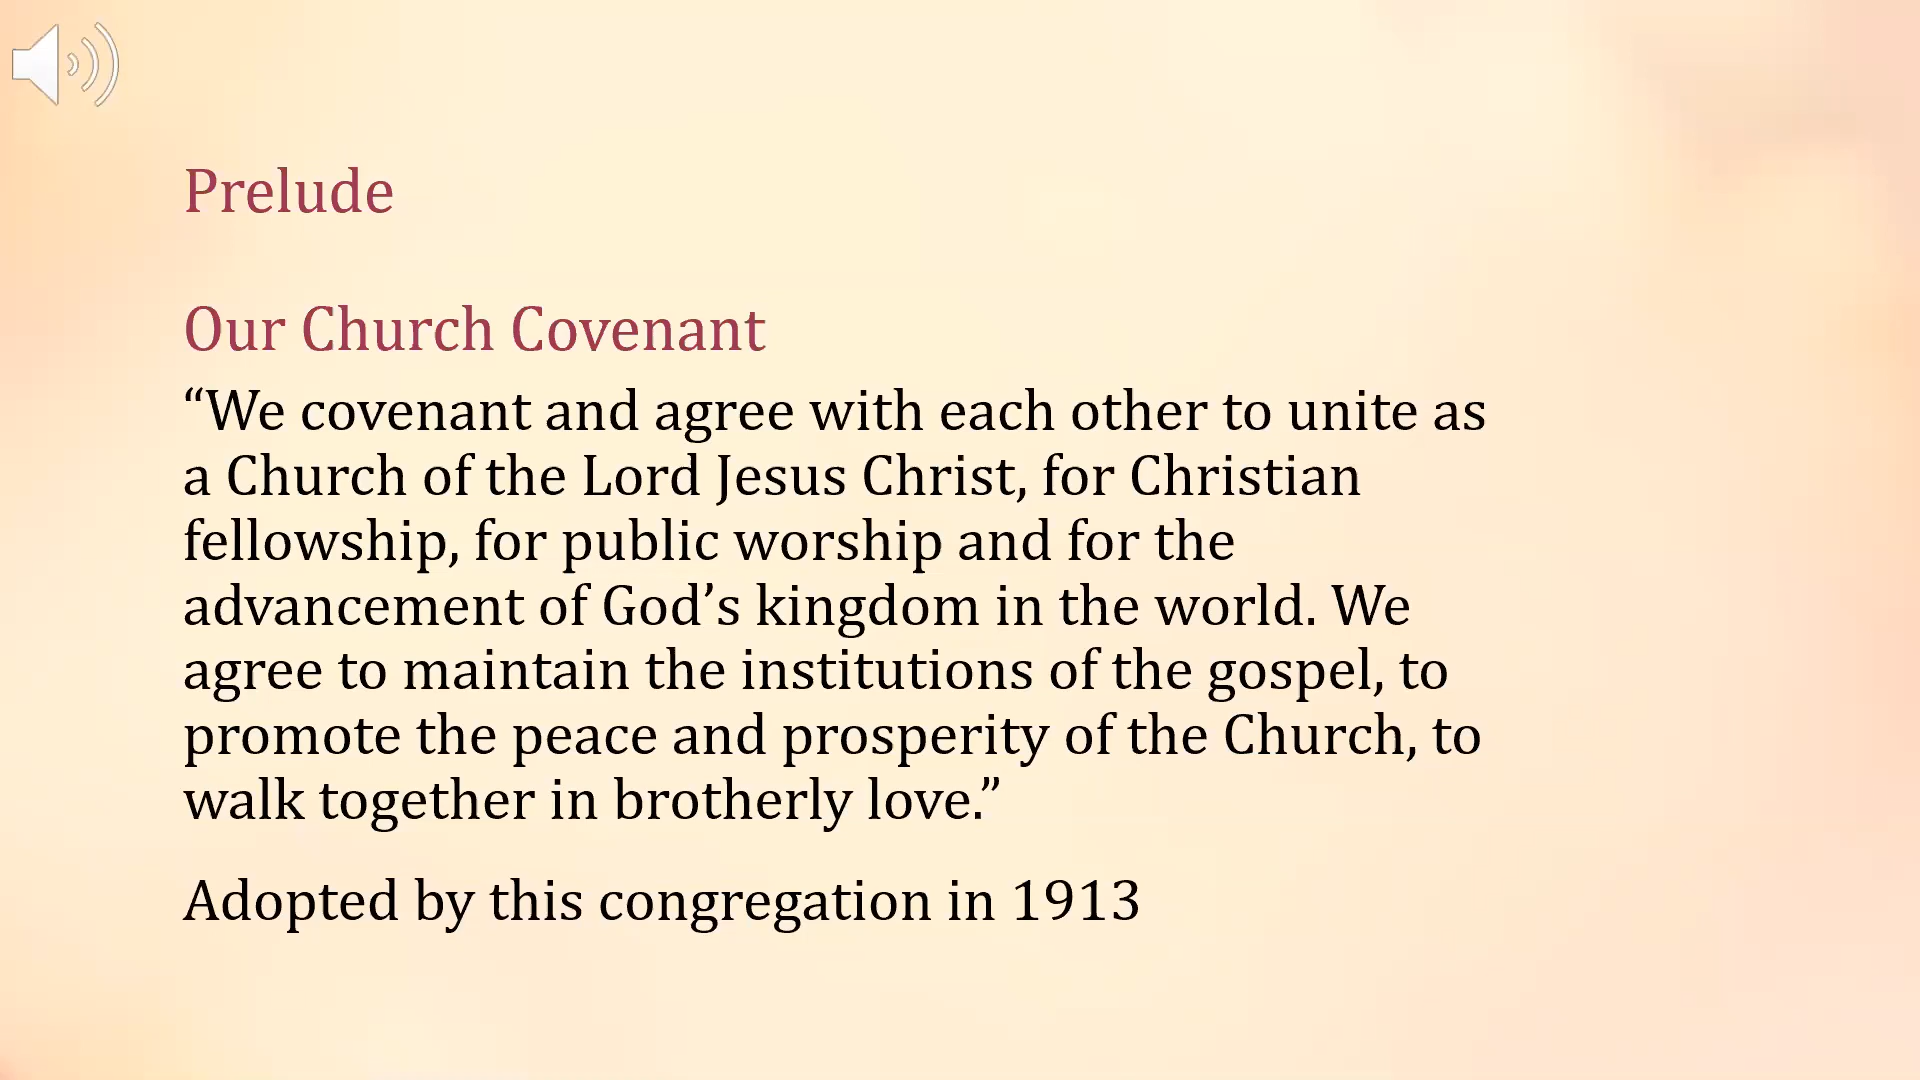 Prelude
Our Church Covenant
“We covenant and agree with each other to unite as
a Church of the Lord Jesus Christ, for Christian
fellowship, for public worship and for the
advancement of God’s kingdom in the world. We
agree to maintain the institutions of the gospel, to
promote the peace and prosperity of the Church, to
walk together in brotherly love.”
Adopted by this congregation in 1913